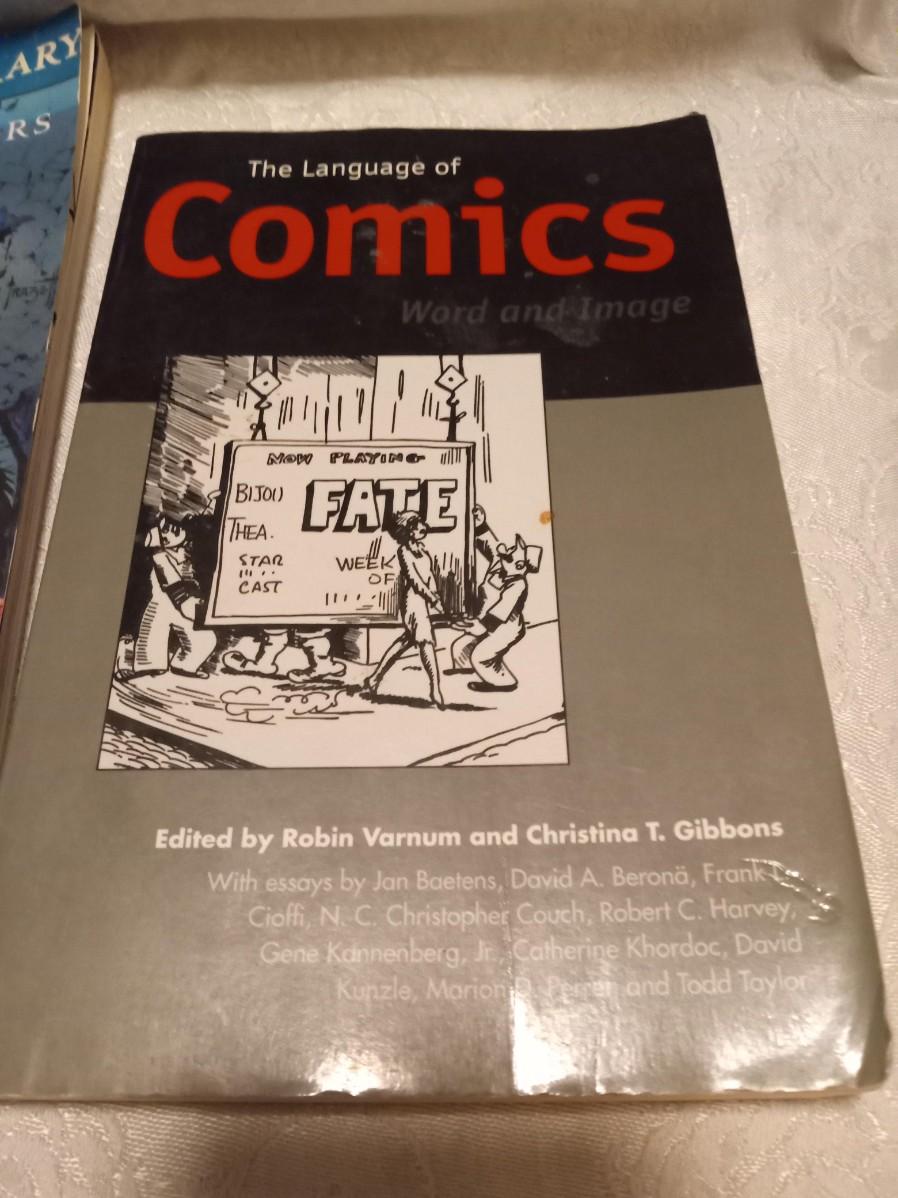 ARY
RS
The Language of
Comics
Word and Image
NOW PLAYING
BIJOU
FATE
THEA.
STAR
WEEK
OF
CAST
Edited by Robin Varnum and Christina T. Gibbons
With essays by Jan Baetens, David A. Beronä, Frank L.
Cioffi, N. C. Christopher Couch, Robert C. Harvey,
Gene Kannenberg, Jr., Catherine Khordoc, David
Kunzle, Marion D. Perret, and Todd Taylor